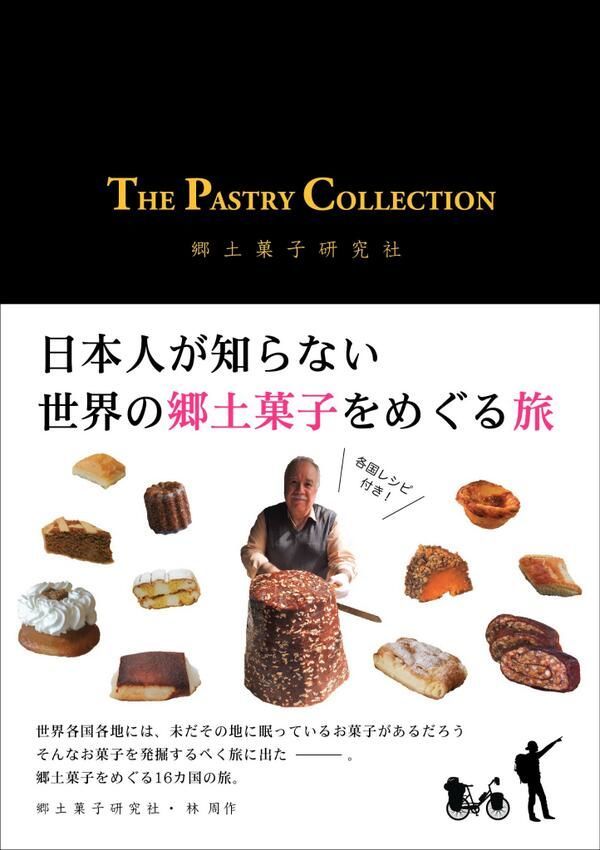 THE PASTRY COLLECTION
郷土菓子研究社
日本人が知らない
世界の郷土菓子をめぐる旅
各国レシピ
付き！
世界各国各地には、未だその地に眠っているお菓子があるだろう
そんなお菓子を発掘するべく旅に出た ――― 。
郷土菓子をめぐる16カ国の旅。
郷土菓子研究社・林 周作